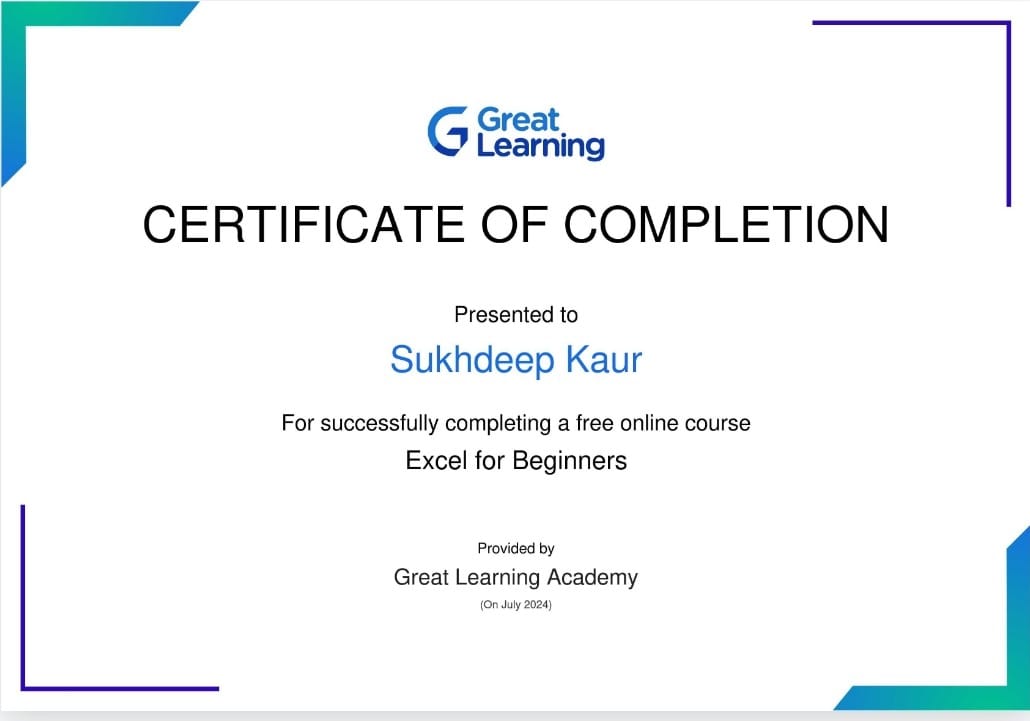 Great
Learning
CERTIFICATE OF COMPLETION
Presented to
Sukhdeep Kaur
For successfully completing a free online course
Excel for Beginners
Provided by
Great Learning Academy
(On July 2024)